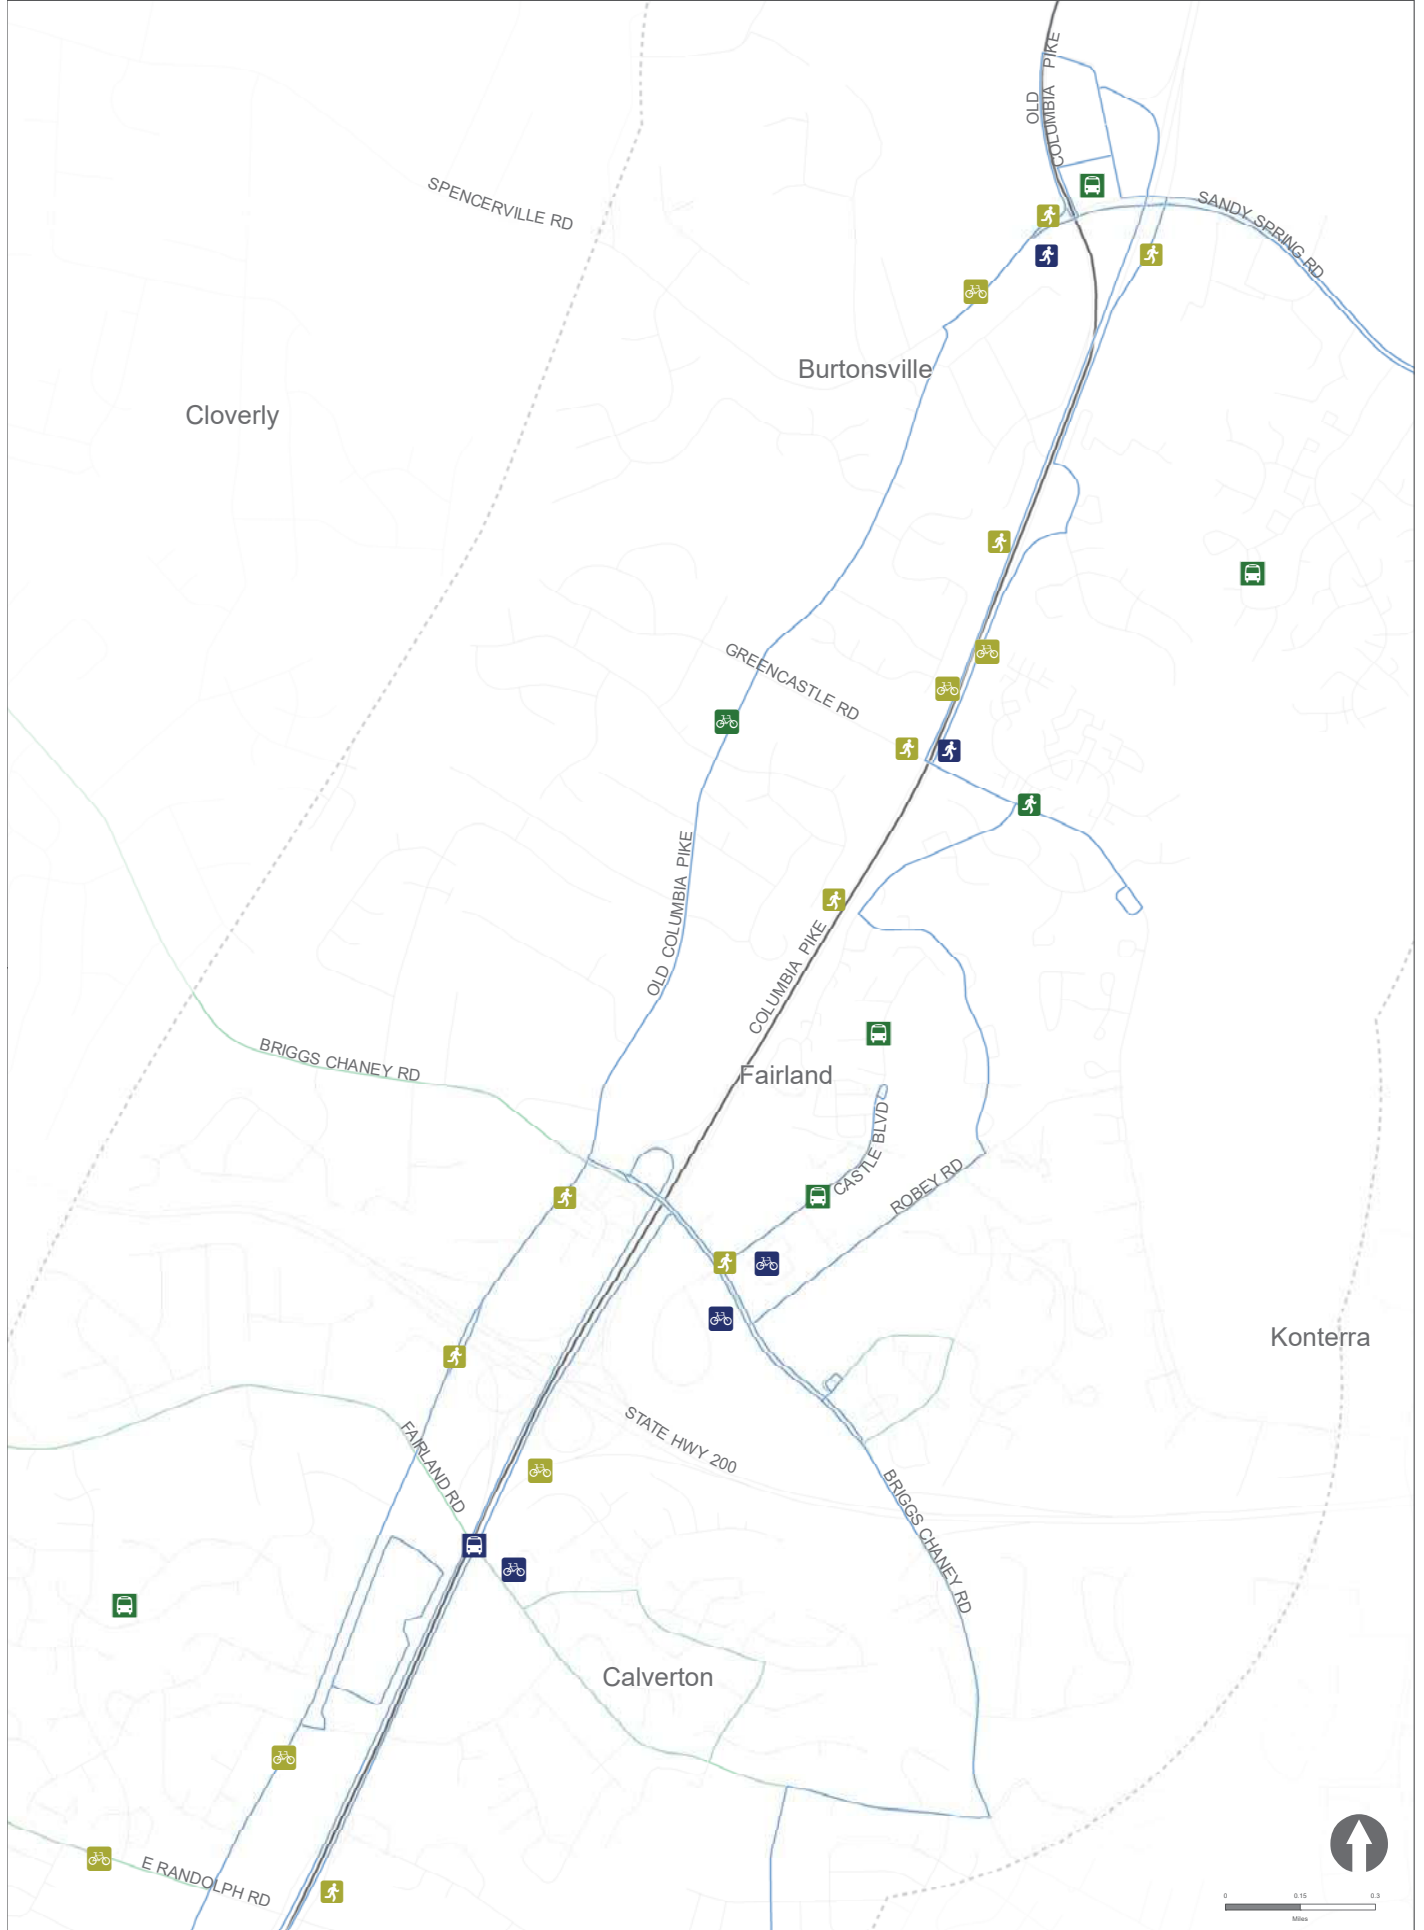 OLD
COLUMBIA PIKE
SPENCERVILLE RD
SANDY SPRING RD
Burtonsville
Cloverly
GREENCASTLE RD
OLD COLUMBIA PIKE
COLUMBIA PIKE
BRIGGS CHANEY RD
Fairland
CASTLE BLVD
ROBEY RD
Konterra
STATE HWY 200
FAIRLAND RD
BRIGGS CHANEY RD
Calverton
E RANDOLPH RD
0 0.15 0.3
Miles